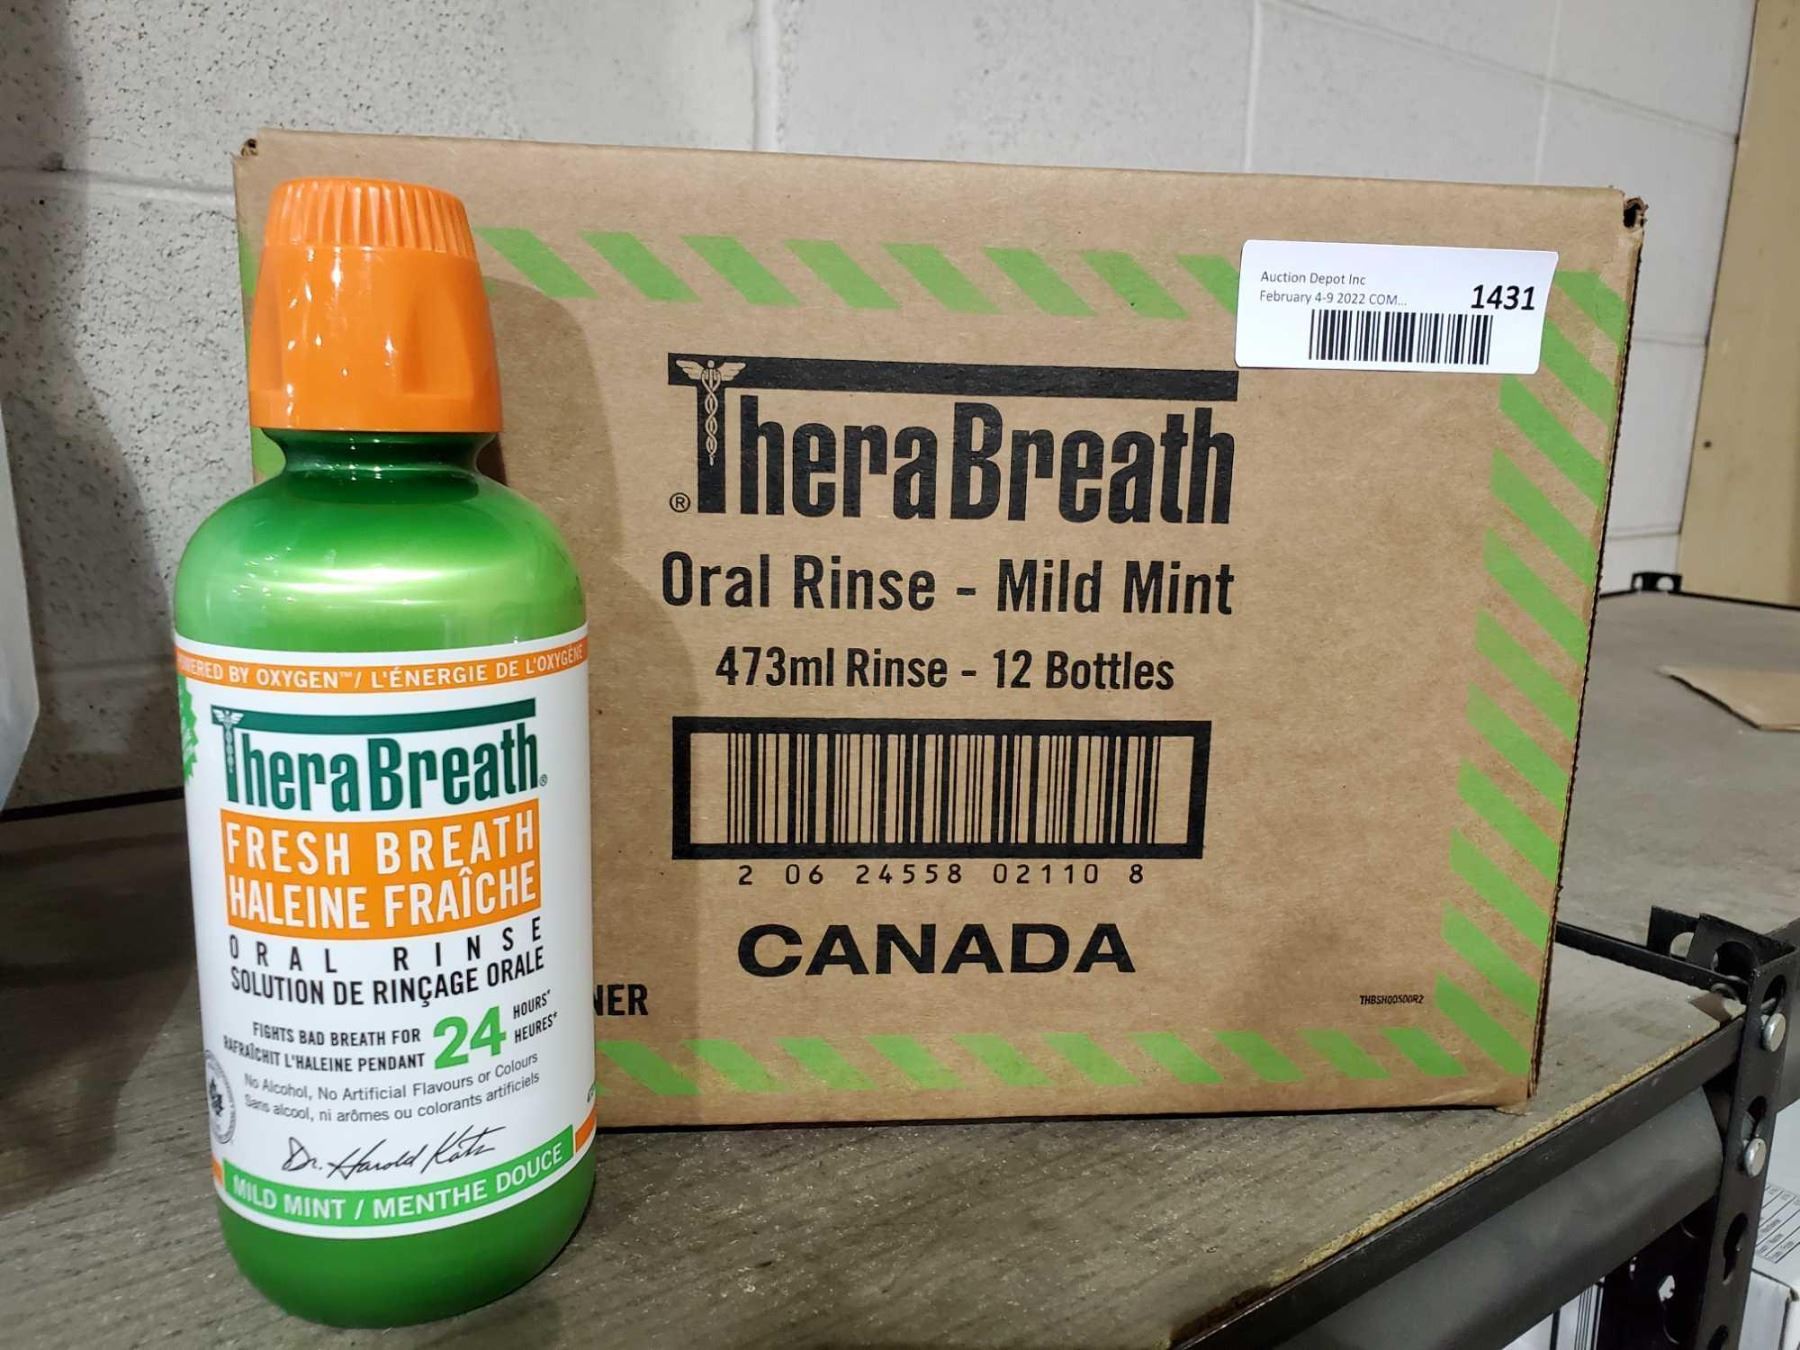 Auction Depot Inc
February 4-9 2022 COM...
1431
TheraBreath®
Oral Rinse - Mild Mint
473ml Rinse - 12 Bottles
2 06 24558 02110 8
CANADA
NER
THBSH00500R2
ERED BY OXYGEN™/ L'ÉNERGIE DE L'OXYGÈNE
TheraBreath®
FRESH BREATH
HALEINE FRAÎCHE
ORAL RINSE
SOLUTION DE RINÇAGE ORALE
FIGHTS BAD BREATH FOR
RAFRAÎCHIT L'HALEINE PENDANT
24
HOURS*
HEURES*
No Alcohol, No Artificial Flavours or Colours
Sans alcool, ni arômes ou colorants artificiels
Dr. Harold Katz
MILD MINT / MENTHE DOUCE